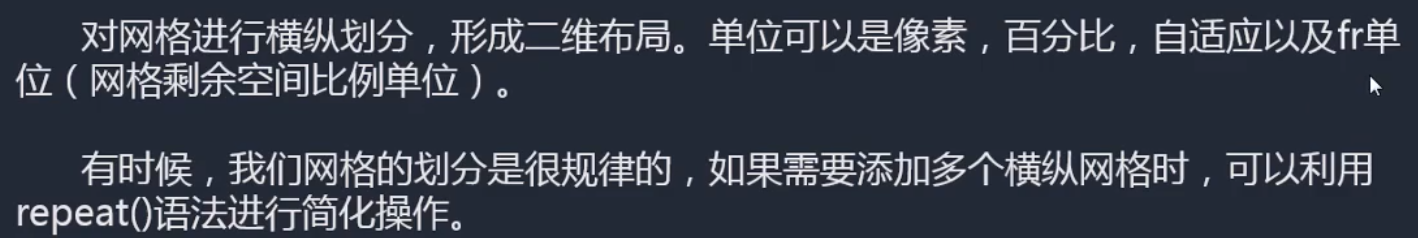 对网格进行横纵划分，形成二维布局。单位可以是像素，百分比，自适应以及fr单
位（网格剩余空间比例单位）。
有时候，我们网格的划分是很规律的，如果需要添加多个横纵网格时，可以利用
repeat()语法进行简化操作。